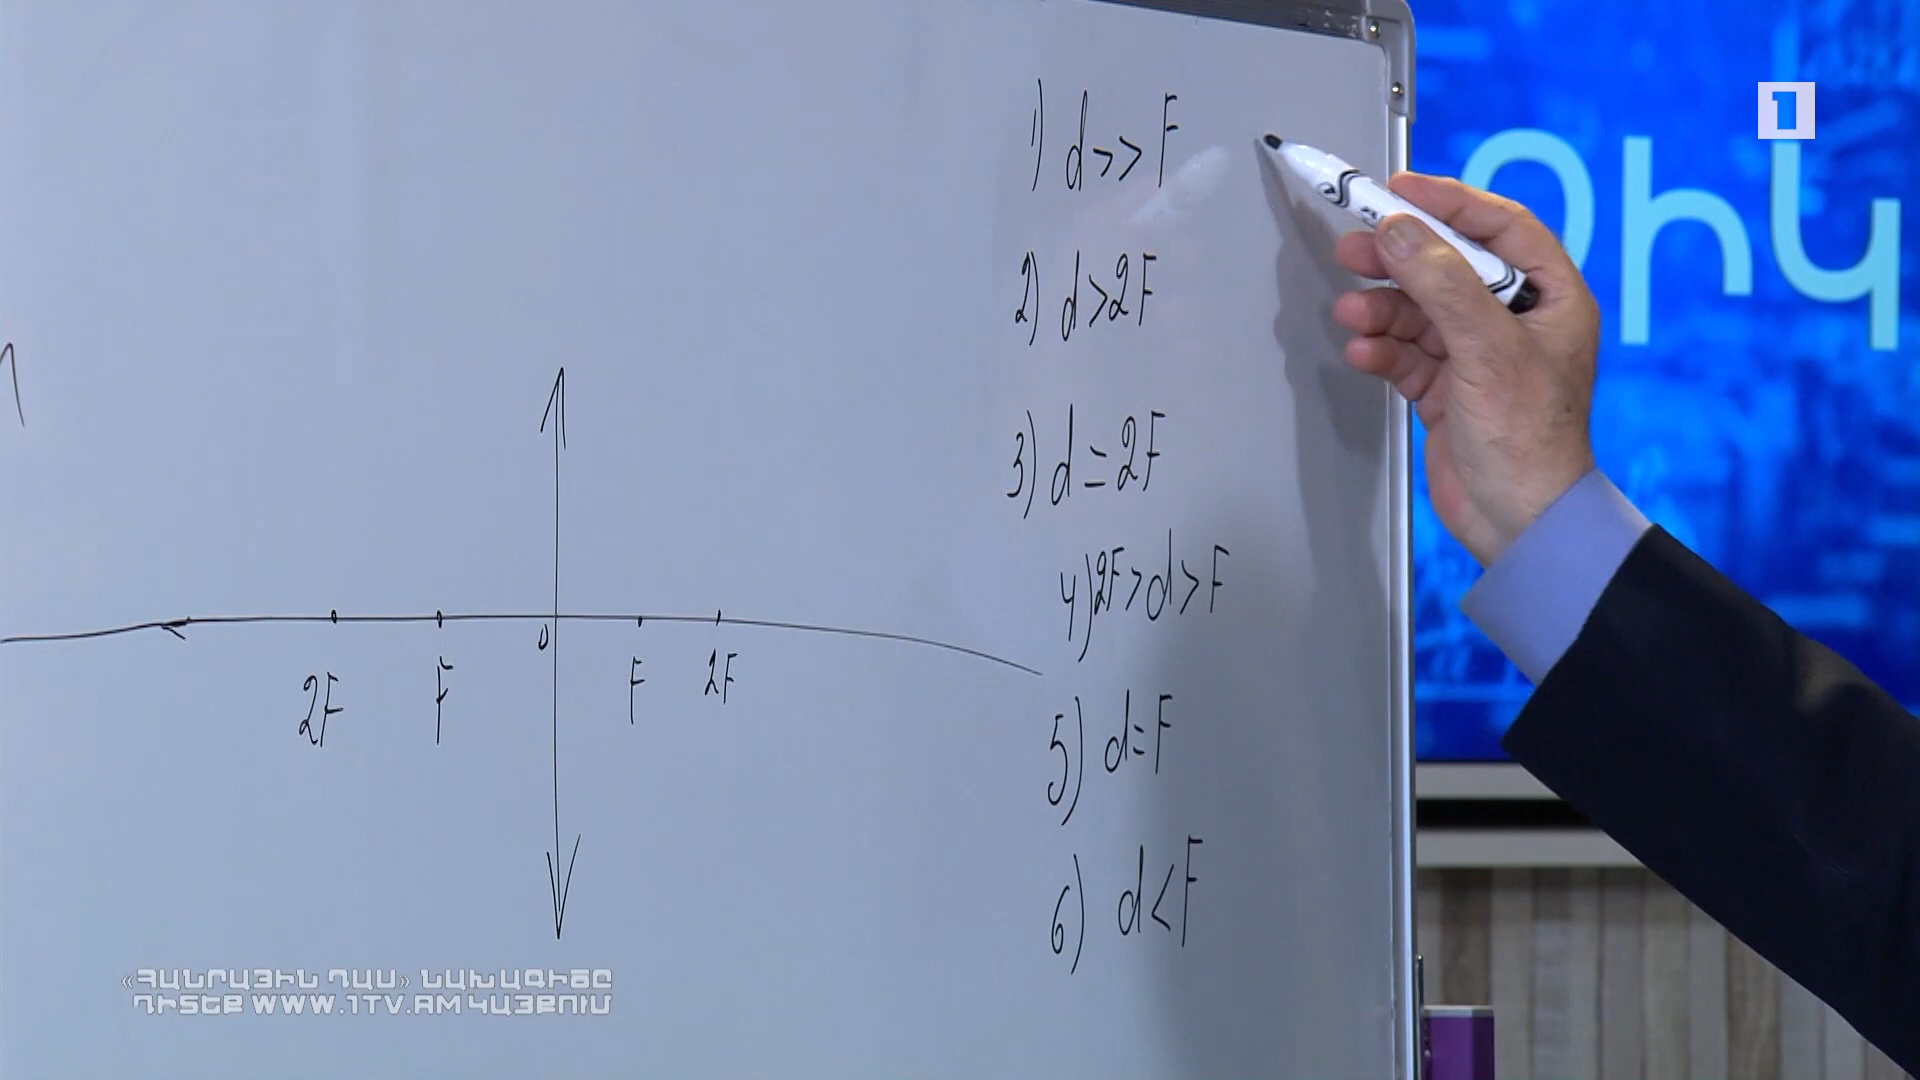 1) d>>F
2) d>2F
3) d=2F
4) 2F>d>F
5) d=F
6) d<F
0
2F F F 2F
1
ԶԻԿ
«ՀԱՆՐԱՅԻՆ ԴԱՍ» ՆԱԽԱԳԻԾԸ
ԴԻՏԵՔ WWW.1TV.AM ԿԱՅՔՈՒՄ